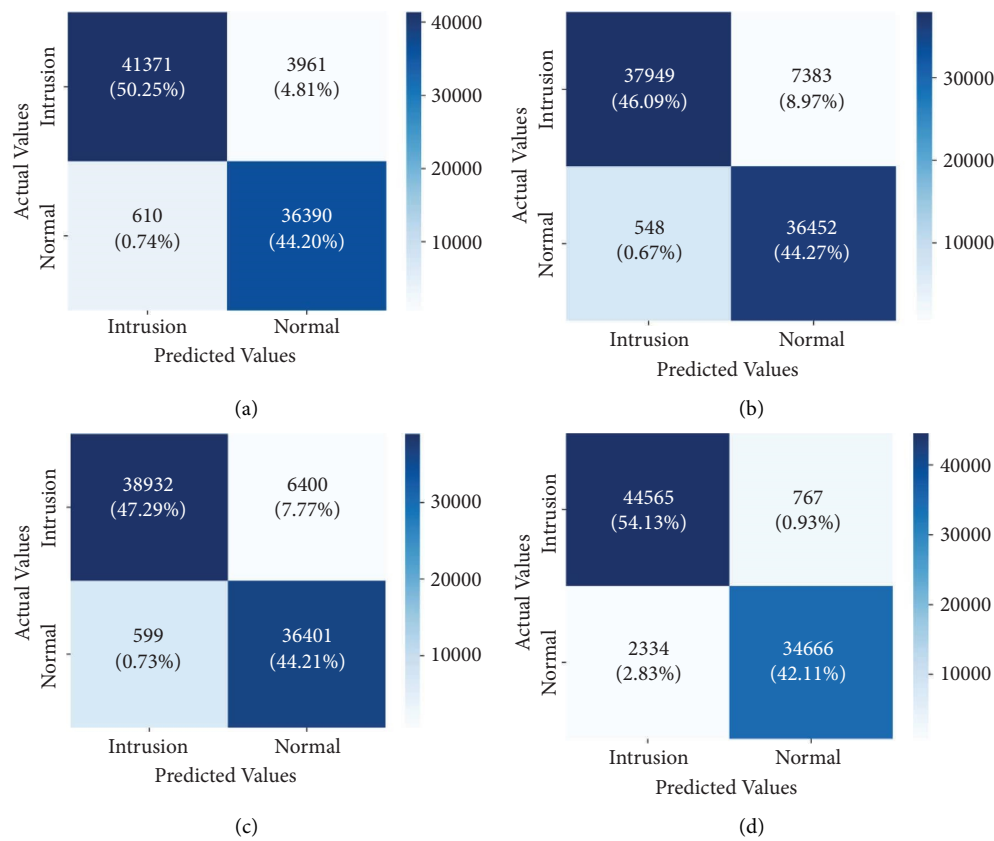 Actual Values
Intrusion
Normal
41371
(50.25%)
3961
(4.81%)
610
(0.74%)
36390
(44.20%)
Intrusion
Normal
Predicted Values
40000
30000
20000
10000
(a)
Actual Values
Intrusion
Normal
37949
(46.09%)
7383
(8.97%)
548
(0.67%)
36452
(44.27%)
Intrusion
Normal
Predicted Values
30000
20000
10000
(b)
Actual Values
Intrusion
Normal
38932
(47.29%)
6400
(7.77%)
599
(0.73%)
36401
(44.21%)
Intrusion
Normal
Predicted Values
30000
20000
10000
(c)
Actual Values
Intrusion
Normal
44565
(54.13%)
767
(0.93%)
2334
(2.83%)
34666
(42.11%)
Intrusion
Normal
Predicted Values
40000
30000
20000
10000
(d)